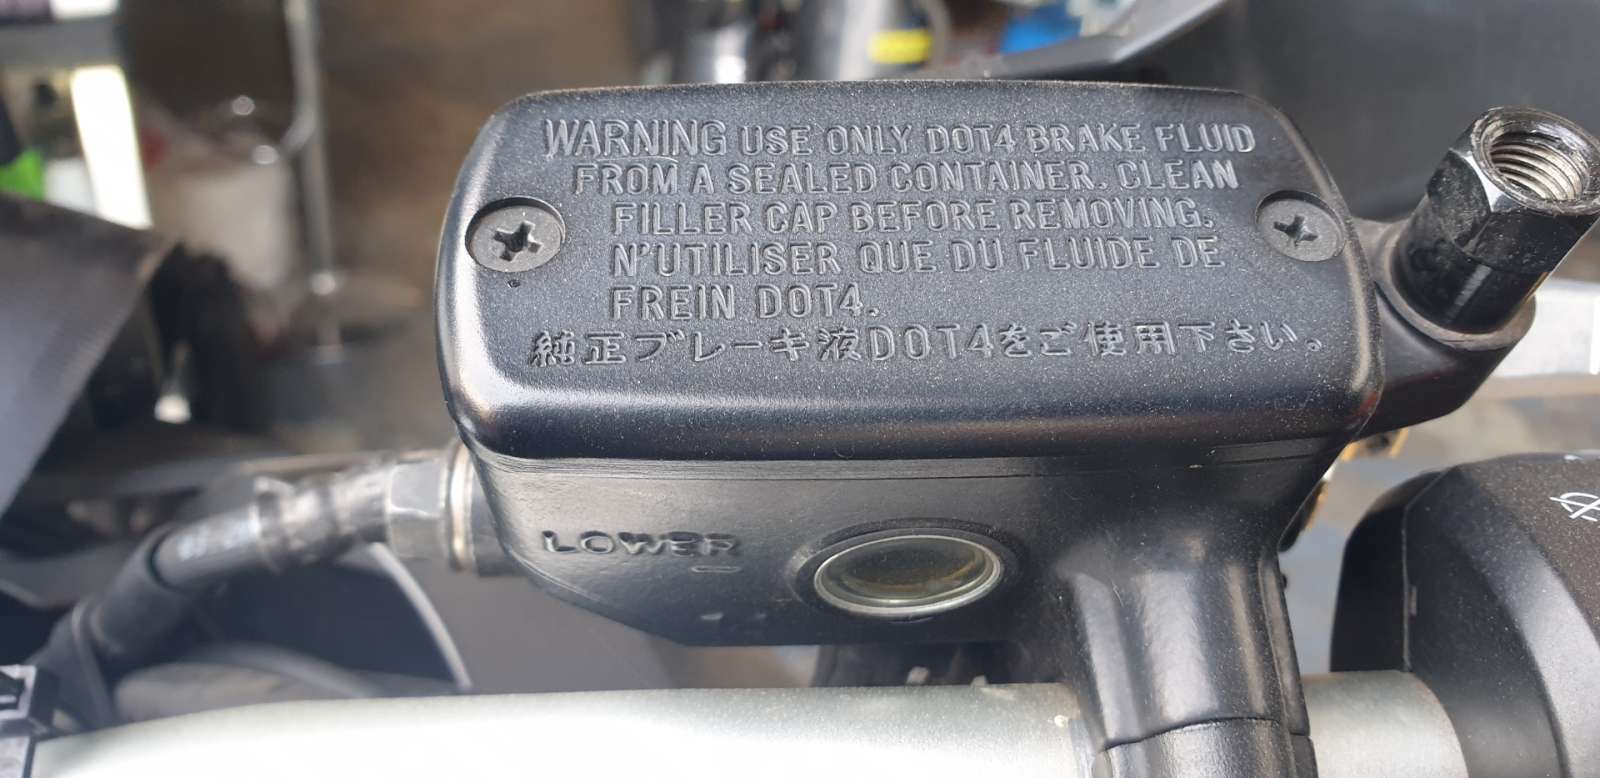 WARNING USE ONLY DOT4 BRAKE FLUID
FROM A SEALED CONTAINER. CLEAN
FILLER CAP BEFORE REMOVING.
N'UTILISER QUE DU FLUIDE DE
FREIN DOT4.
純正ブレーキ液DOT4をご使用下さい。
LOWER